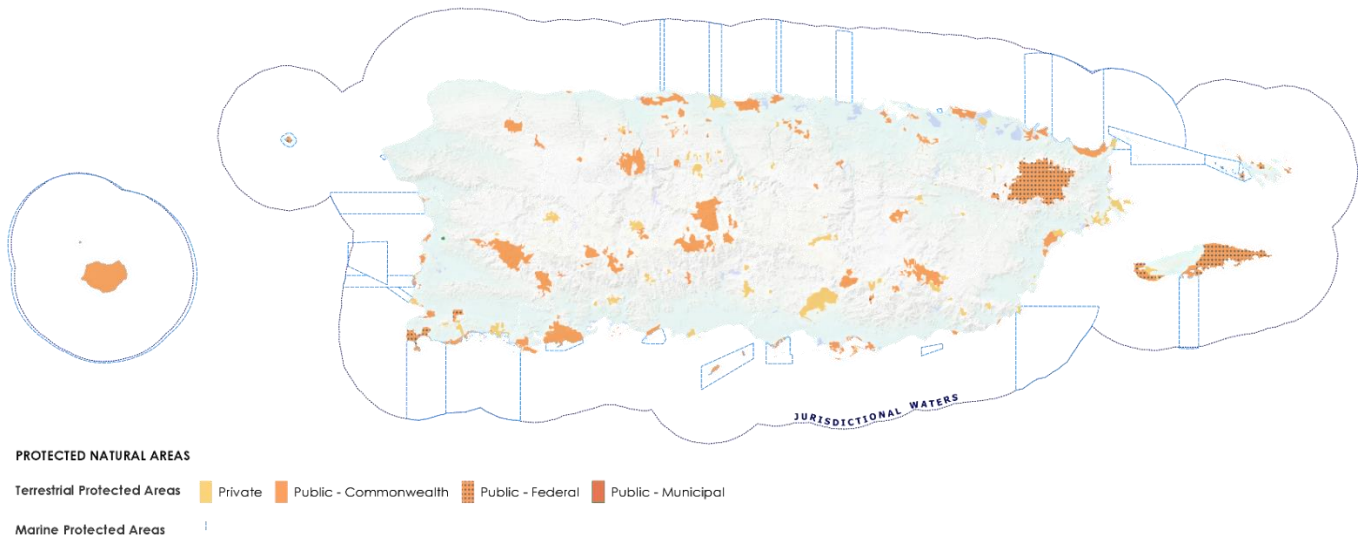 JURISDICTIONAL WATERS
PROTECTED NATURAL AREAS
Terrestrial Protected Areas Private Public - Commonwealth Public - Federal Public - Municipal
Marine Protected Areas